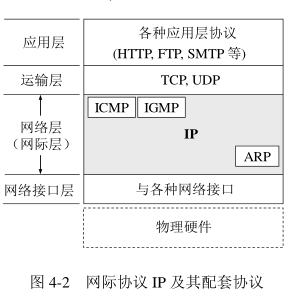 应用层
各种应用层协议
(HTTP, FTP, SMTP 等)
运输层
TCP, UDP
网络层
（网际层）
ICMP
IGMP
IP
ARP
网络接口层
与各种网络接口
物理硬件
图 4-2 网际协议 IP 及其配套协议